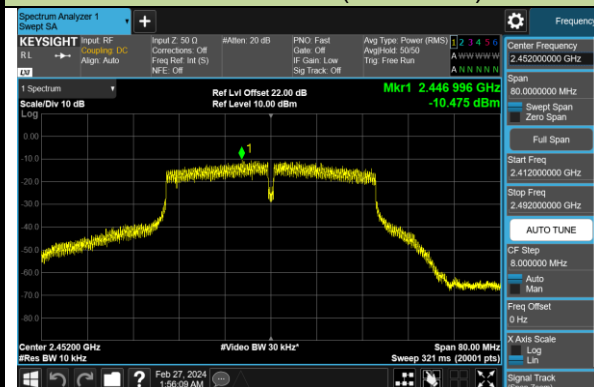 Spectrum Analyzer 1
Swept SA
Frequency
KEYSIGHT
RL
Input: RF
Coupling: DC
Align: Auto
Input Z: 50 Ω
Corrections: Off
Freq Ref: Int (S)
NFE: Off
#Atten: 20 dB
PNO: Fast
Gate: Off
IF Gain: Low
Sig Track: Off
Avg Type: Power (RMS)
Avg|Hold: 50/50
Trig: Free Run
1 2 3 4 5 6
A W W W W W
A N N N N N
LXI
1 Spectrum
Scale/Div 10 dB
Log
Ref Lvl Offset 22.00 dB
Ref Level 10.00 dBm
Mkr1 2.446 996 GHz
-10.475 dBm
1
0.00
-10.0
-20.0
-30.0
-40.0
-50.0
-60.0
-70.0
-80.0
Center 2.45200 GHz
#Res BW 10 kHz
#Video BW 30 kHz*
Span 80.00 MHz
Sweep 321 ms (20001 pts)
Center Frequency
2.452000000 GHz
Span
80.0000000 MHz
Swept Span
Zero Span
Full Span
Start Freq
2.412000000 GHz
Stop Freq
2.492000000 GHz
AUTO TUNE
CF Step
8.000000 MHz
Auto
Man
Freq Offset
0 Hz
X Axis Scale
Log
Lin
Signal Track
?
Feb 27, 2024
1:56:09 AM